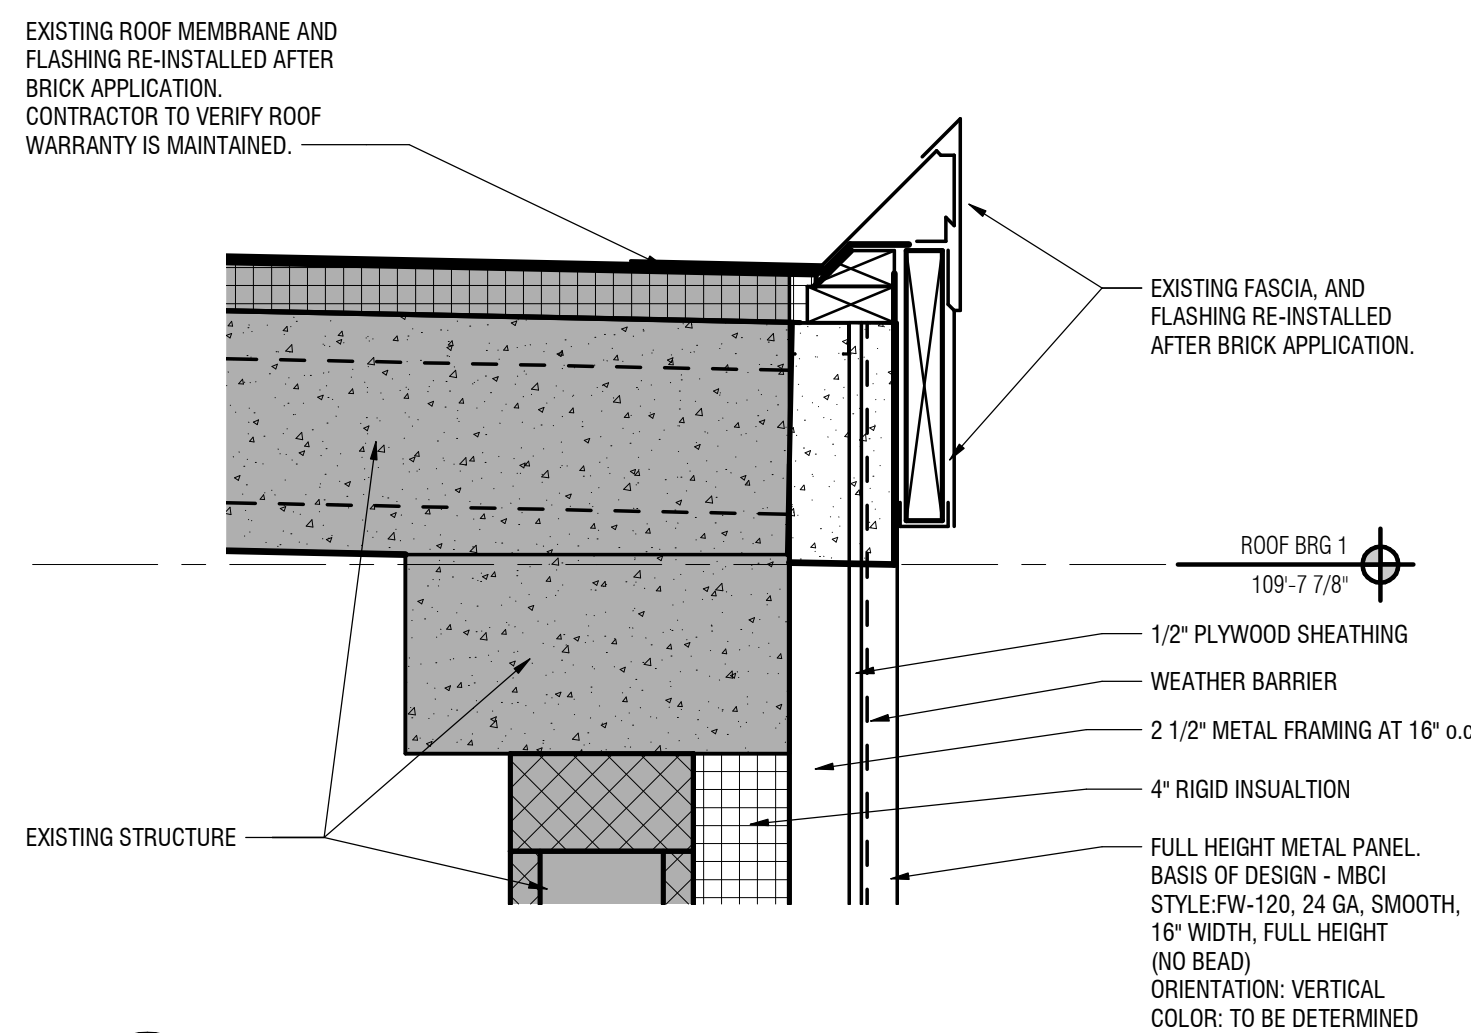 EXISTING ROOF MEMBRANE AND
FLASHING RE-INSTALLED AFTER
BRICK APPLICATION.
CONTRACTOR TO VERIFY ROOF
WARRANTY IS MAINTAINED.
EXISTING FASCIA, AND
FLASHING RE-INSTALLED
AFTER BRICK APPLICATION.
ROOF BRG 1
109'-7 7/8"
1/2" PLYWOOD SHEATHING
WEATHER BARRIER
2 1/2" METAL FRAMING AT 16" o.c
4" RIGID INSUALTION
EXISTING STRUCTURE
FULL HEIGHT METAL PANEL.
BASIS OF DESIGN - MBCI
STYLE:FW-120, 24 GA, SMOOTH,
16" WIDTH, FULL HEIGHT
(NO BEAD)
ORIENTATION: VERTICAL
COLOR: TO BE DETERMINED